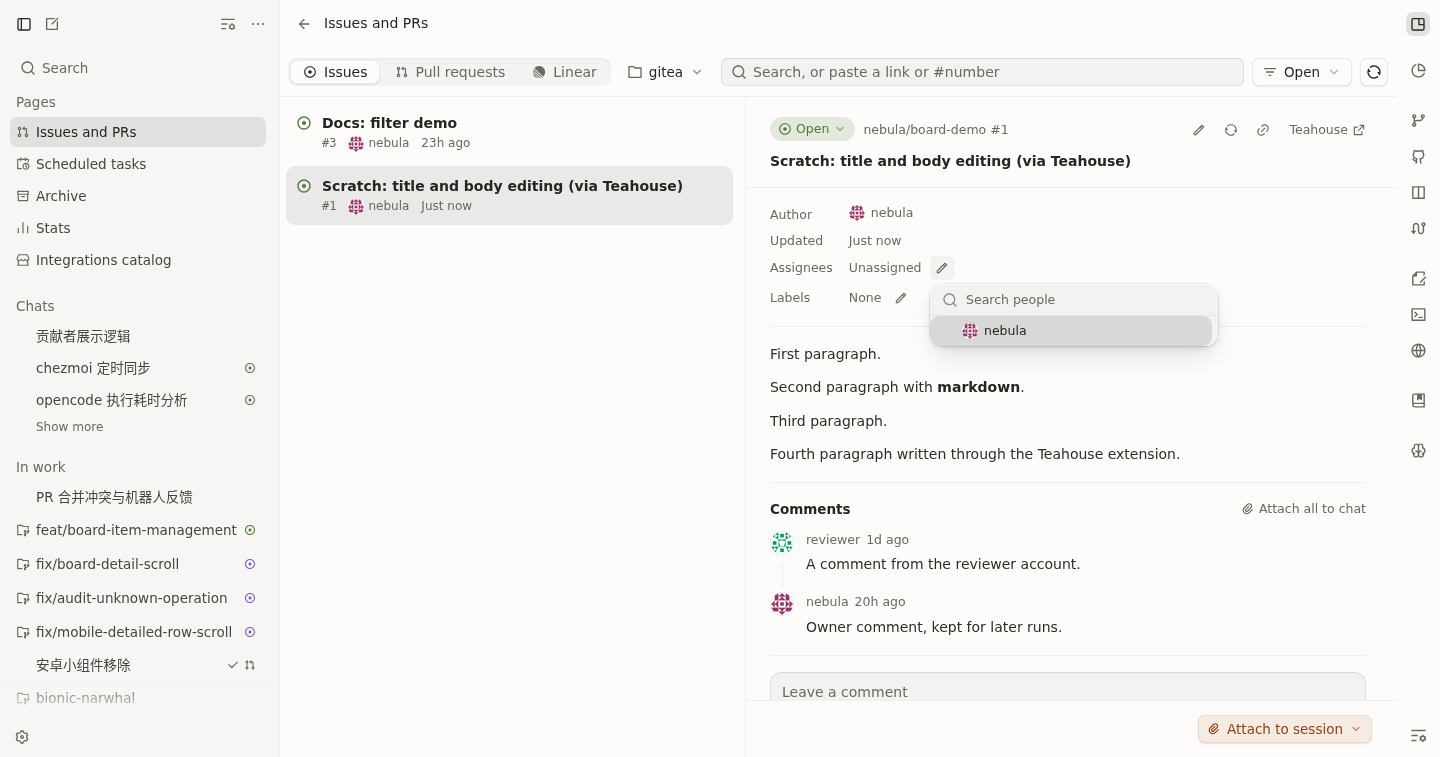 Search
Pages
Issues and PRs
Scheduled tasks
Archive
Stats
Integrations catalog
Chats
贡献者展示逻辑
chezmoi 定时同步
opencode 执行耗时分析
Show more
In work
PR 合并冲突与机器人反馈
feat/board-item-management
fix/board-detail-scroll
fix/audit-unknown-operation
fix/mobile-detailed-row-scroll
安卓小组件移除
bionic-narwhal
Issues and PRs
Issues
Pull requests
Linear
gitea
Search, or paste a link or #number
Open
Docs: filter demo
#3 nebula 23h ago
Scratch: title and body editing (via Teahouse)
#1 nebula Just now
Open nebula/board-demo #1 Teahouse
Scratch: title and body editing (via Teahouse)
Author nebula
Updated Just now
Assignees Unassigned
Labels None
Search people
nebula
First paragraph.
Second paragraph with markdown.
Third paragraph.
Fourth paragraph written through the Teahouse extension.
Comments Attach all to chat
reviewer 1d ago
A comment from the reviewer account.
nebula 20h ago
Owner comment, kept for later runs.
Leave a comment
Attach to session